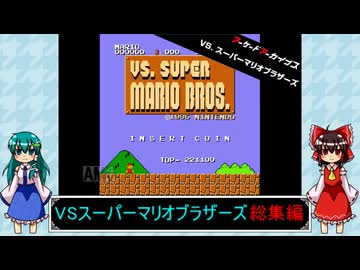 アーケードアーカイブス
VS. スーパーマリオブラザーズ
MARIO
000000
3,000
VS. SUPER
MARIO BROS.
©1986 NINTENDO
INSERT COIN
TOP- 221100
VSスーパーマリオブラザーズ総集編